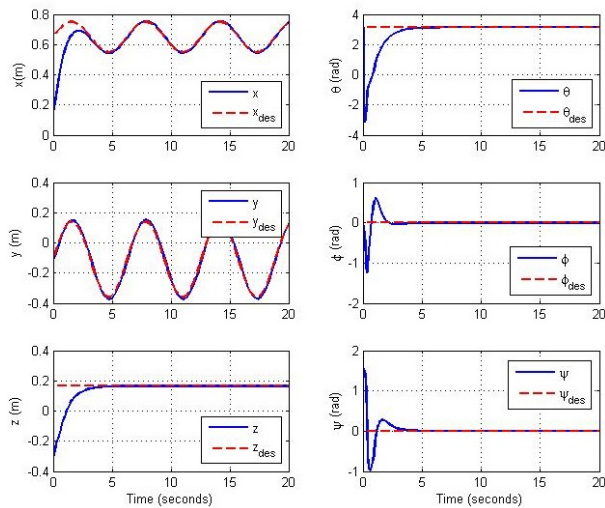 0.8
0.6
0.4
0.2
0
x(m)
x
x_des
0 5 10 15 20
4
2
0
-2
-4
θ (rad)
θ
θ_des
0 5 10 15 20
0.4
0.2
0
-0.2
-0.4
y (m)
y
y_des
0 5 10 15 20
1
0
-1
-2
ϕ (rad)
ϕ
ϕ_des
0 5 10 15 20
0.4
0.2
0
-0.2
-0.4
z (m)
z
z_des
0 5 10 15 20
Time (seconds)
2
1
0
-1
ψ (rad)
ψ
ψ_des
0 5 10 15 20
Time (seconds)